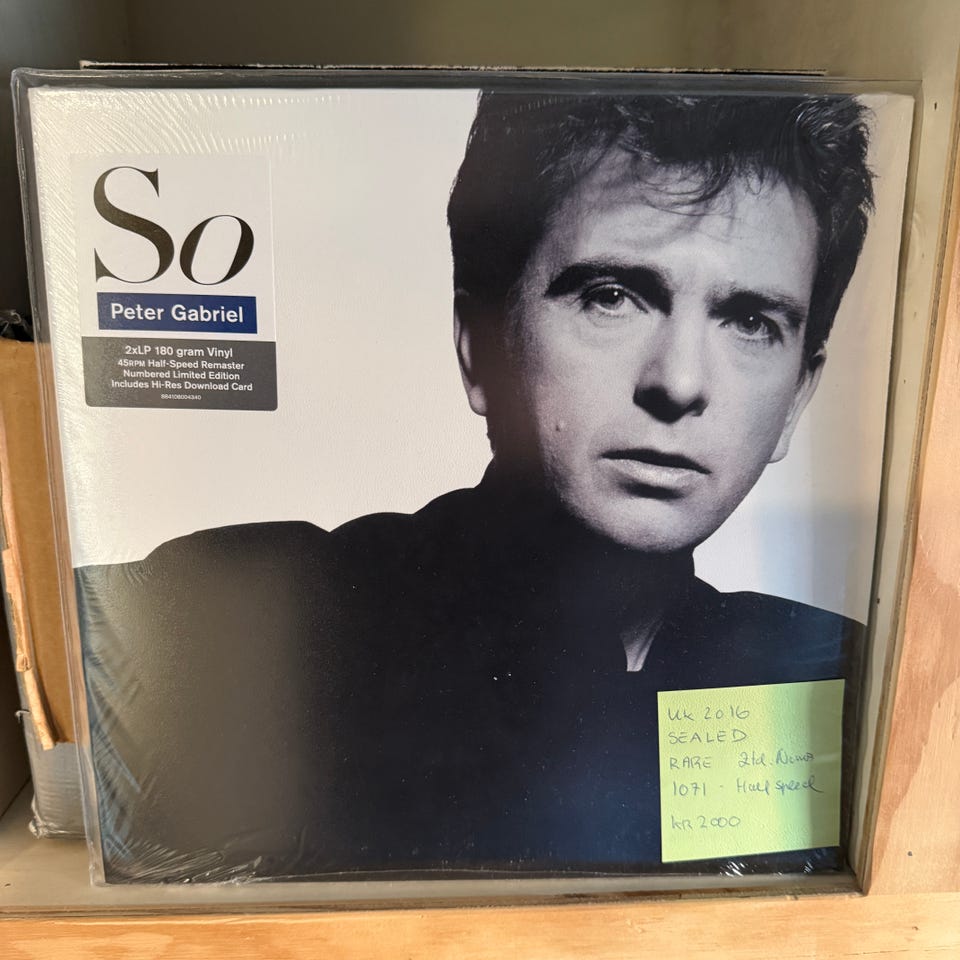 So
Peter Gabriel
2xLP 180 gram Vinyl
45RPM Half-Speed Remaster
Numbered Limited Edition
Includes Hi-Res Download Card
884108004340
UK 2016
SEALED
RARE
1071 - Half speed
kR 2000